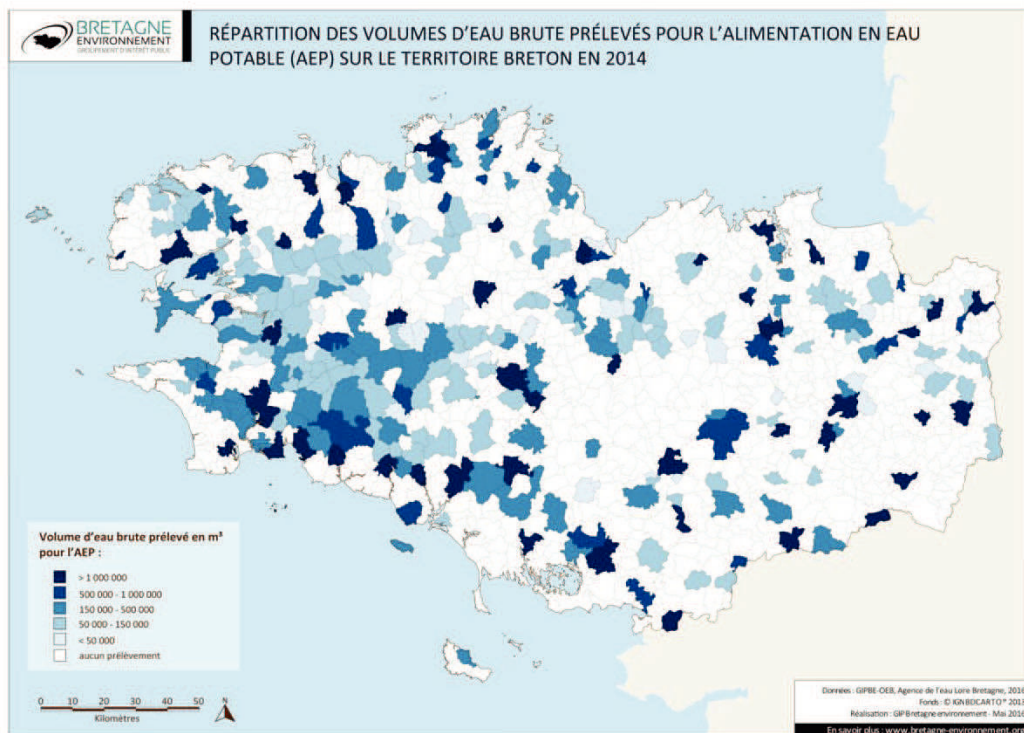 BRETAGNE
ENVIRONNEMENT
GROUPEMENT D'INTÉRÊT PUBLIC
RÉPARTITION DES VOLUMES D'EAU BRUTE PRÉLEVÉS POUR L'ALIMENTATION EN EAU
POTABLE (AEP) SUR LE TERRITOIRE BRETON EN 2014
Volume d'eau brute prélevé en m³
pour l'AEP :
> 1 000 000
500 000 - 1 000 000
150 000 - 500 000
50 000 - 150 000
< 50 000
aucun prélèvement
0 10 20 30 40 50 N
Kilomètres
Données : GIPBE-OEB, Agence de l'eau Loire Bretagne, 2016
Fonds : © IGNBDCARTO® 2013
Réalisation : GIP Bretagne environnement - Mai 2016
En savoir plus : www.bretagne-environnement.org